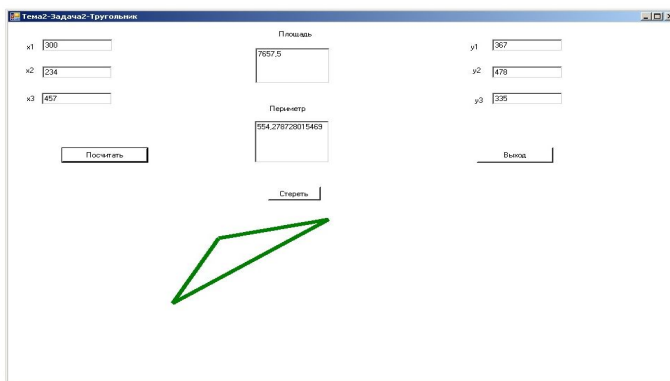 Тема2-Задача2-Тругольник
Площадь
x1 300
7657,5
y1 367
x2 234
y2 478
x3 457
y3 335
Периметр
554,278728015469
Посчитать
Выход
Стереть